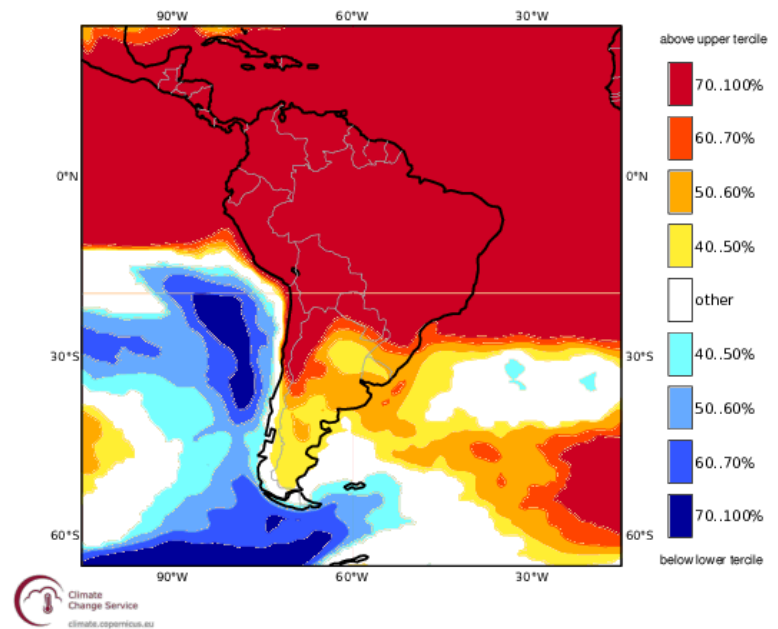 90°W 60°W 30°W
above upper tercile
70..100%
60..70%
0°N 0°N
50..60%
40..50%
other
30°S 30°S
40..50%
50..60%
60..70%
70..100%
60°S 60°S
below lower tercile
90°W 60°W 30°W
Climate
Change Service
climate.copernicus.eu